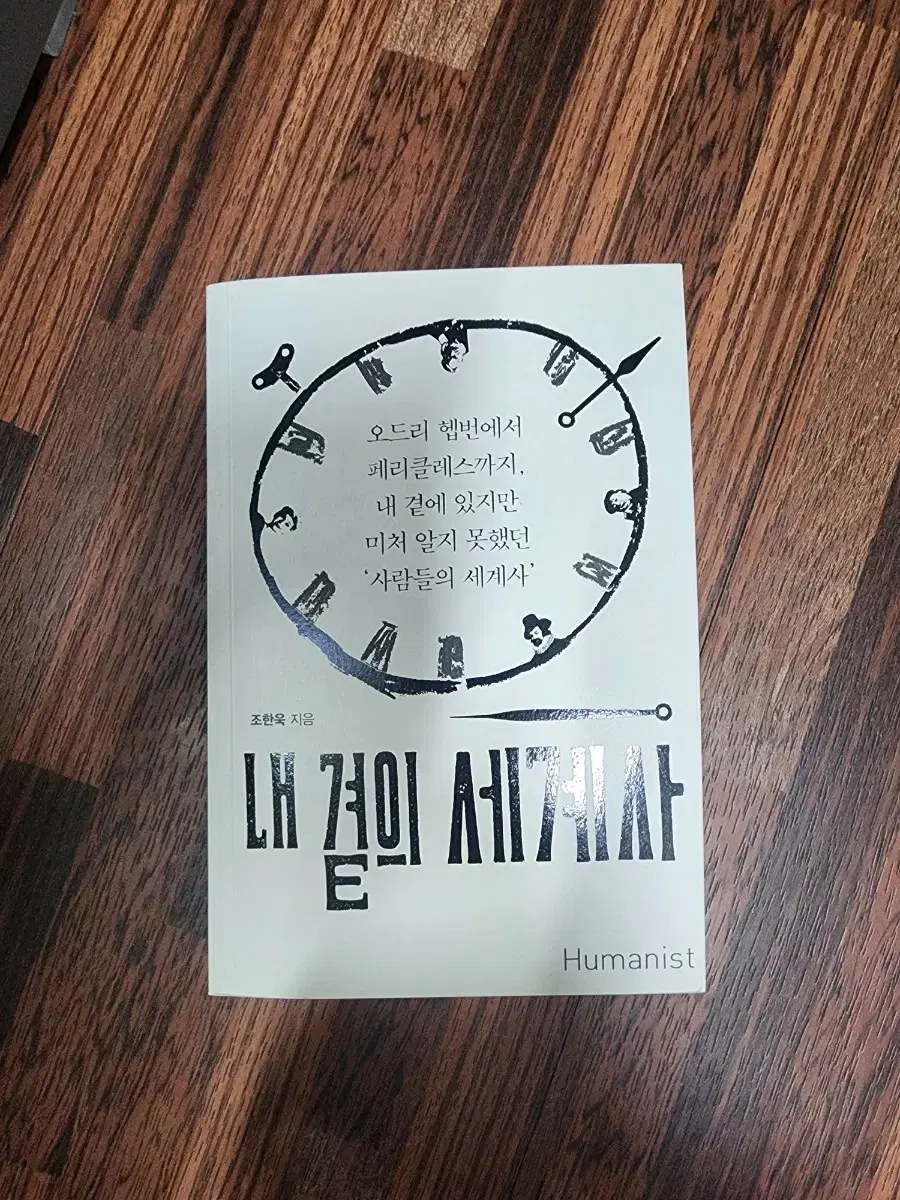 오드리 헵번에서
페리클레스까지,
내 곁에 있지만
미처 알지 못했던
‘사람들의 세계사’
조한욱 지음
내 곁의 세계사
Humanist